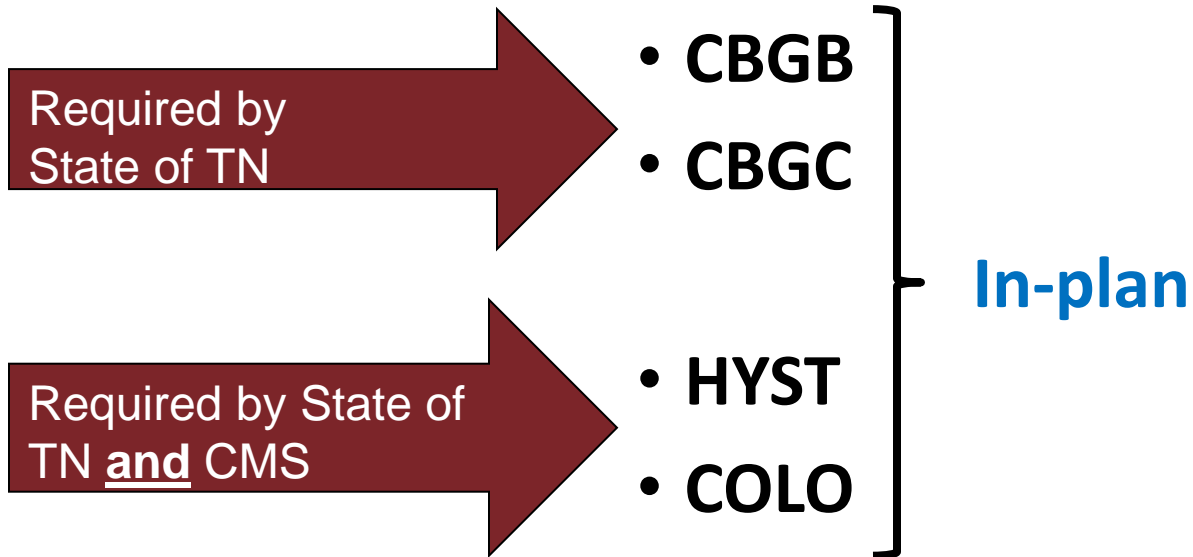 Required by
State of TN
• CBGB
• CBGC
In-plan
Required by State of
TN and CMS
• HYST
• COLO